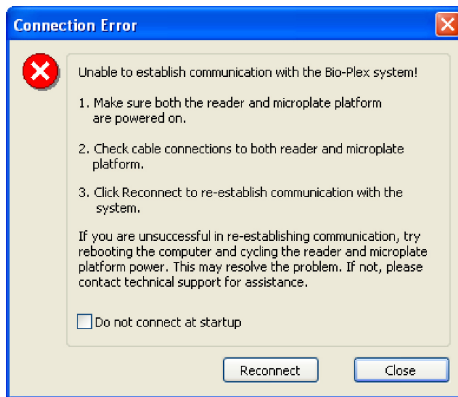 Connection Error
Unable to establish communication with the Bio-Plex system!
1. Make sure both the reader and microplate platform
are powered on.
2. Check cable connections to both reader and microplate
platform.
3. Click Reconnect to re-establish communication with the
system.
If you are unsuccessful in re-establishing communication, try
rebooting the computer and cycling the reader and microplate
platform power. This may resolve the problem. If not, please
contact technical support for assistance.
Do not connect at startup
Reconnect
Close